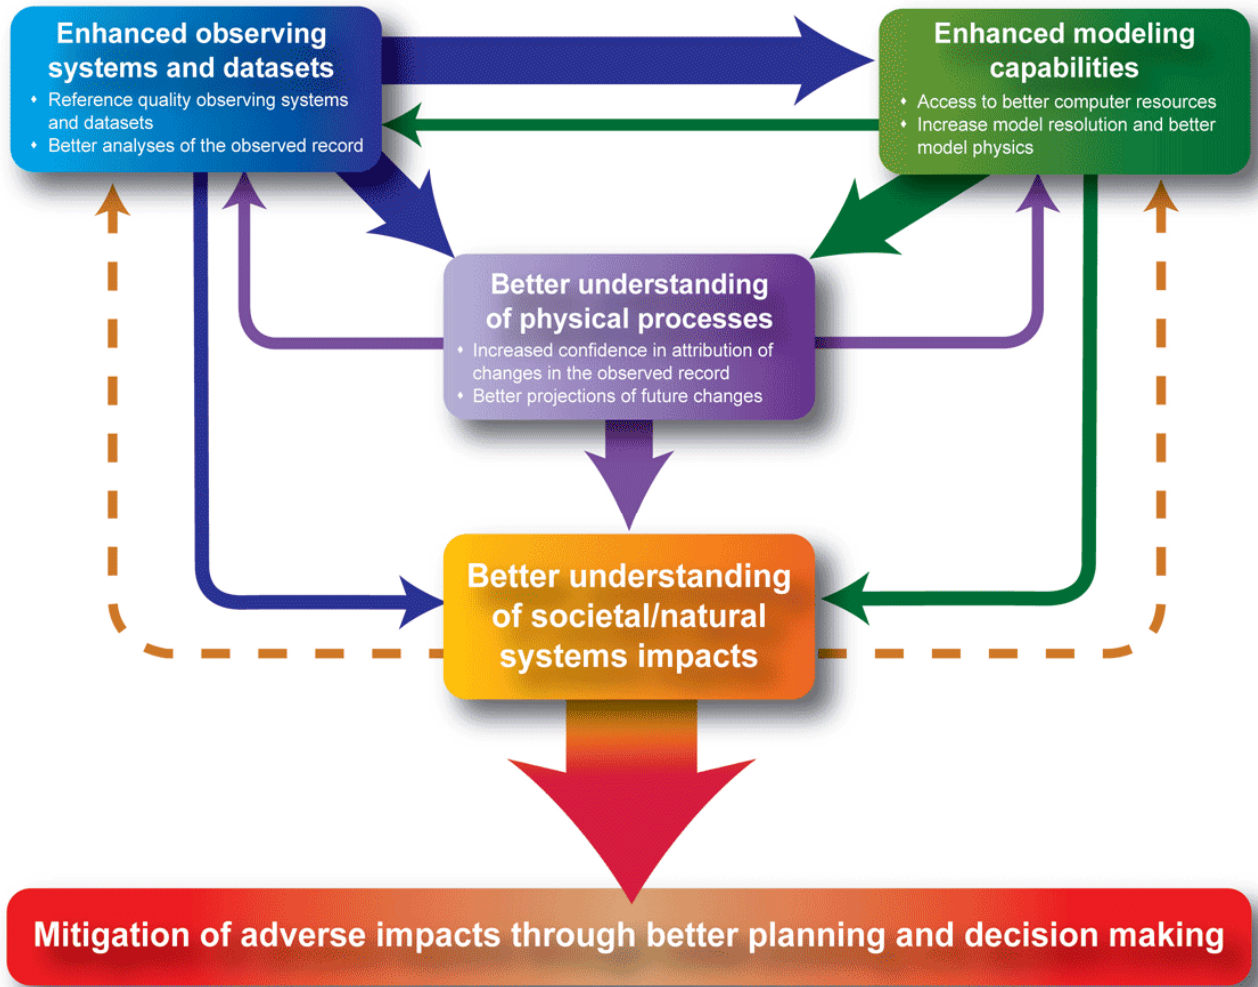 Enhanced observing
systems and datasets
⬧ Reference quality observing systems
and datasets
⬧ Better analyses of the observed record
Enhanced modeling
capabilities
⬧ Access to better computer resources
⬧ Increase model resolution and better
model physics
Better understanding
of physical processes
⬧ Increased confidence in attribution of
changes in the observed record
⬧ Better projections of future changes
Better understanding
of societal/natural
systems impacts
Mitigation of adverse impacts through better planning and decision making